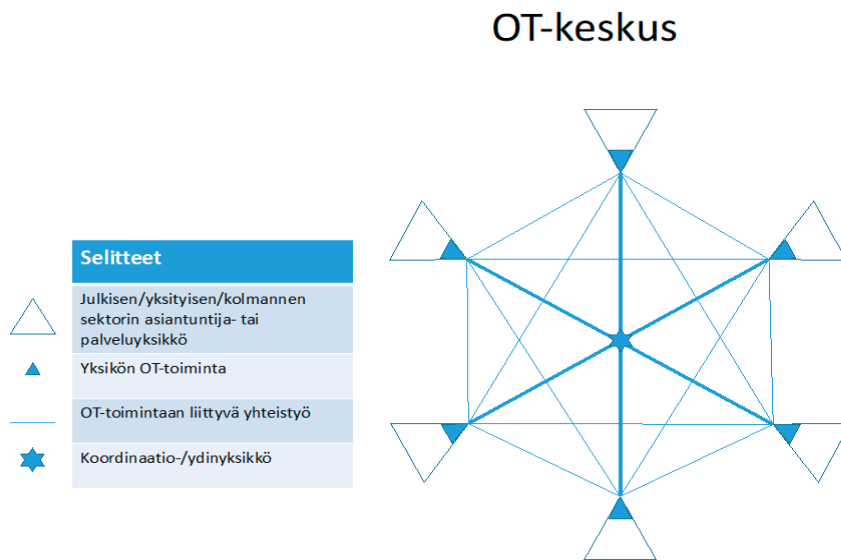 OT-keskus
Selitteet
Julkisen/yksityisen/kolmannen
sektorin asiantuntija- tai
palveluyksikkö
Yksikön OT-toiminta
OT-toimintaan liittyvä yhteistyö
Koordinaatio-/ydinyksikkö